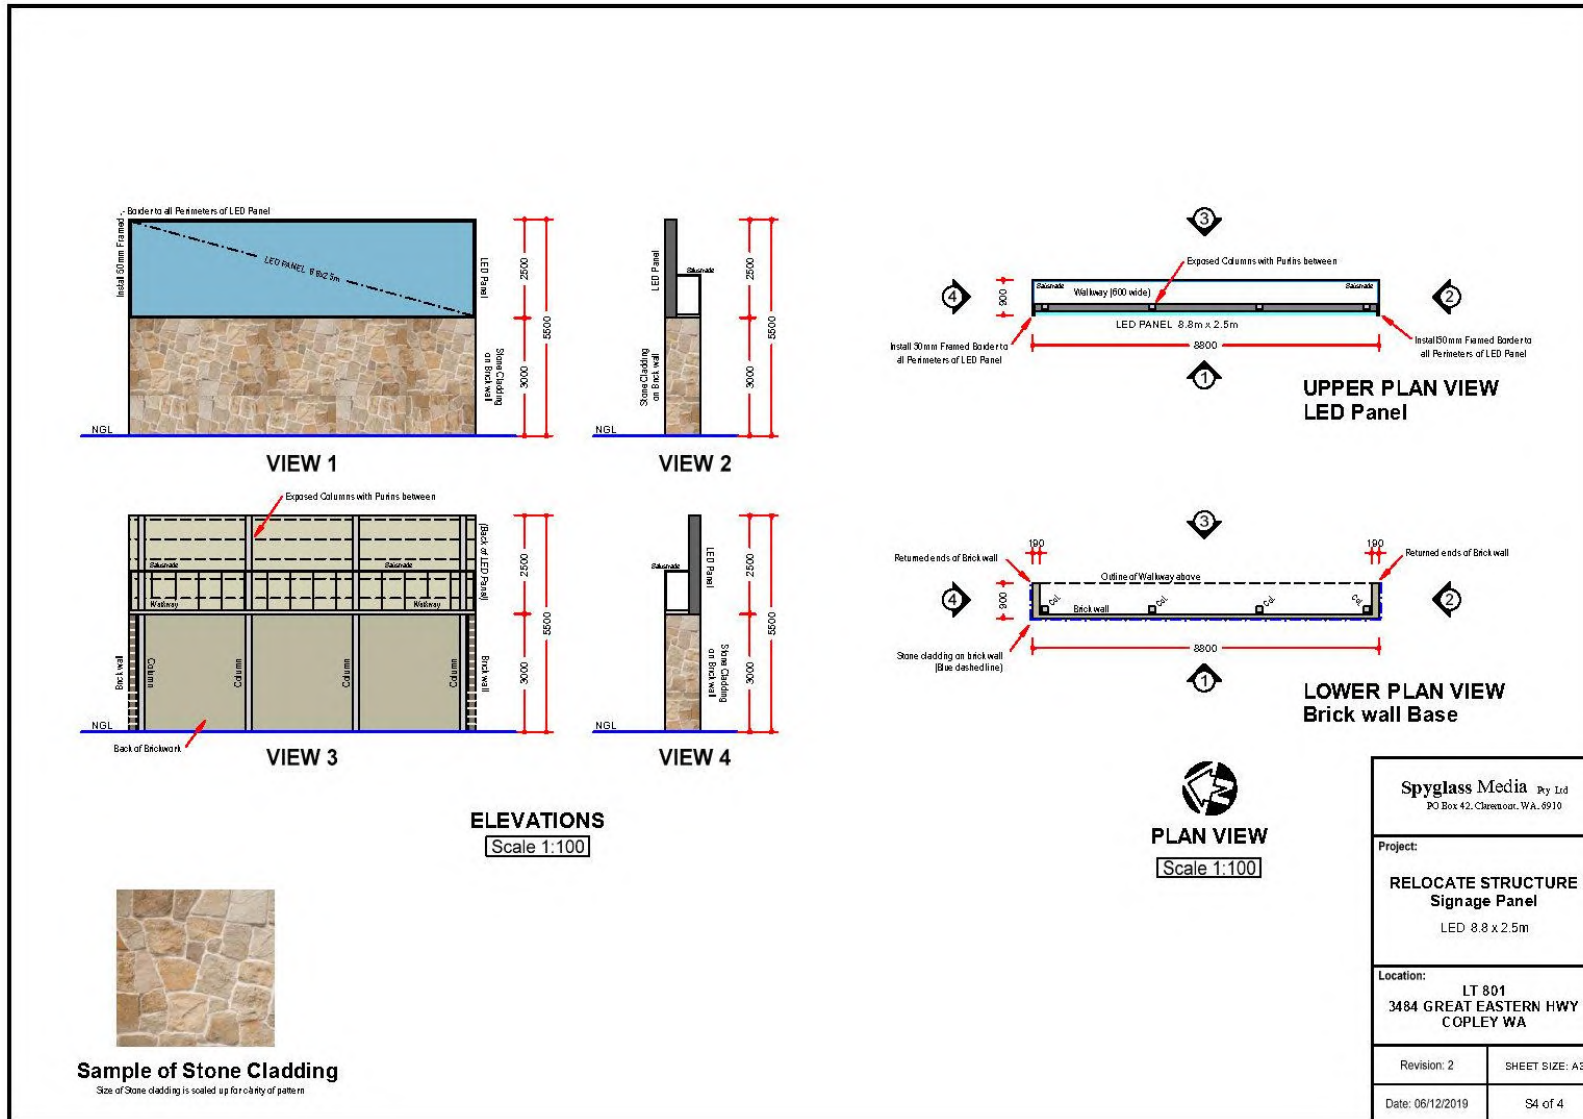 Border to all Perimeters of LED Panel
Install 50mm Framed
LED PANEL 8.8x2.5m
LED Panel
Stone Cladding
on Brick wall
2500
3000
5500
NGL
VIEW 1
LED Panel
Balustrade
Stone Cladding
on Brick wall
2500
3000
5500
NGL
VIEW 2
Exposed Columns with Purlins between
(Back of LED Panel)
Balustrade
Walkway
Walkway
Brick wall
Column
Column
Column
Column
Brick wall
2500
3000
5500
NGL
Back of Brickwork
VIEW 3
Balustrade
LED Panel
Stone Cladding
on Brick wall
2500
3000
5500
NGL
VIEW 4
ELEVATIONS
Scale 1:100
Sample of Stone Cladding
Size of Stone cladding is scaled up for clarity of pattern
3
Exposed Columns with Purlins between
4
900
Balustrade
Walkway (600 wide)
Balustrade
2
LED PANEL 8.8m x 2.5m
Install 50mm Framed Border to
all Perimeters of LED Panel
8800
Install 50mm Framed Border to
all Perimeters of LED Panel
1
UPPER PLAN VIEW
LED Panel
3
190
190
Returned ends of Brick wall
Returned ends of Brick wall
Outline of Walkway above
4
900
Col.
Brick wall
Col.
Col.
Col.
2
Stone cladding on brick wall
(Blue dashed line)
8800
1
LOWER PLAN VIEW
Brick wall Base
PLAN VIEW
Scale 1:100
Spyglass Media Pty Ltd
PO Box 42, Claremont, WA, 6910
Project:
RELOCATE STRUCTURE
Signage Panel
LED 8.8 x 2.5m
Location:
LT 801
3484 GREAT EASTERN HWY
COPLEY WA
Revision: 2
SHEET SIZE: A3
Date: 06/12/2019
S4 of 4